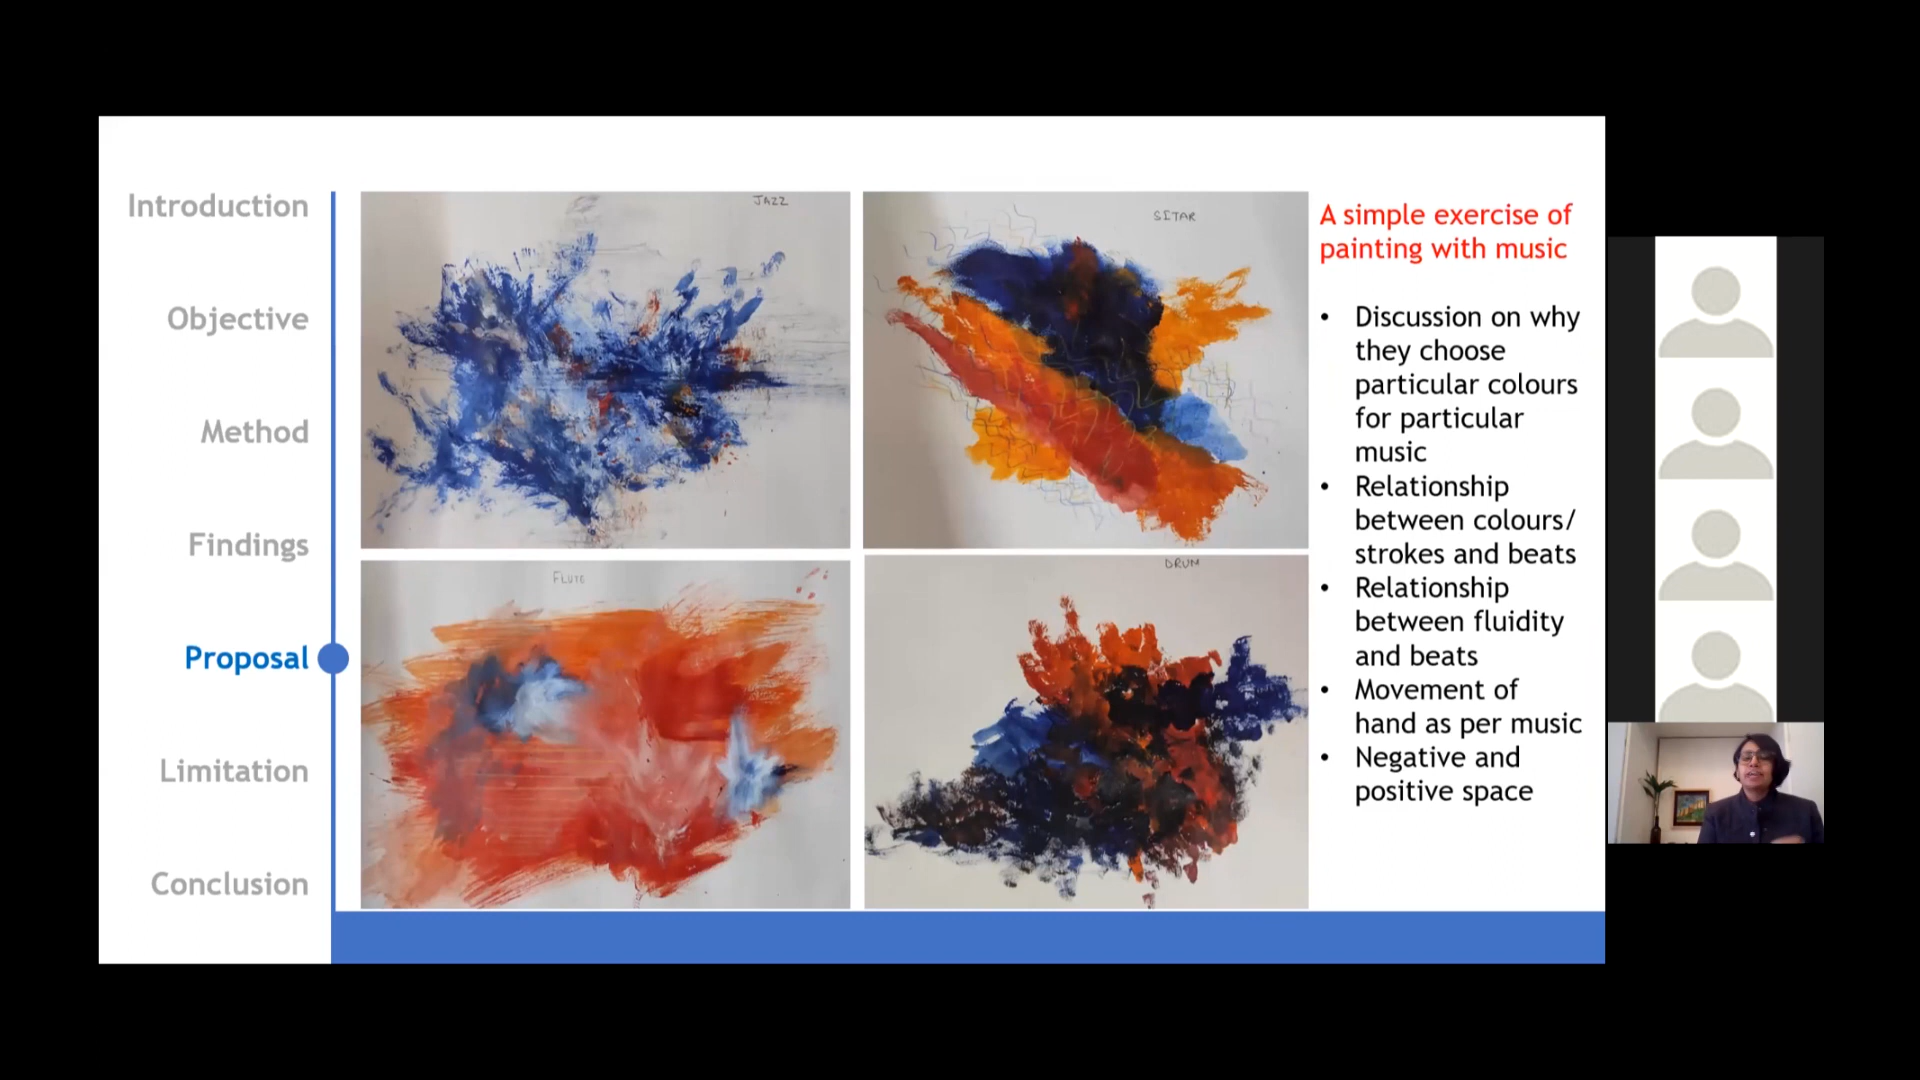 Introduction
Objective
Method
Findings
Proposal
Limitation
Conclusion
JAZZ
SITAR
FLUTE
DRUM
A simple exercise of
painting with music
• Discussion on why
they choose
particular colours
for particular
music
• Relationship
between colours/
strokes and beats
• Relationship
between fluidity
and beats
• Movement of
hand as per music
• Negative and
positive space